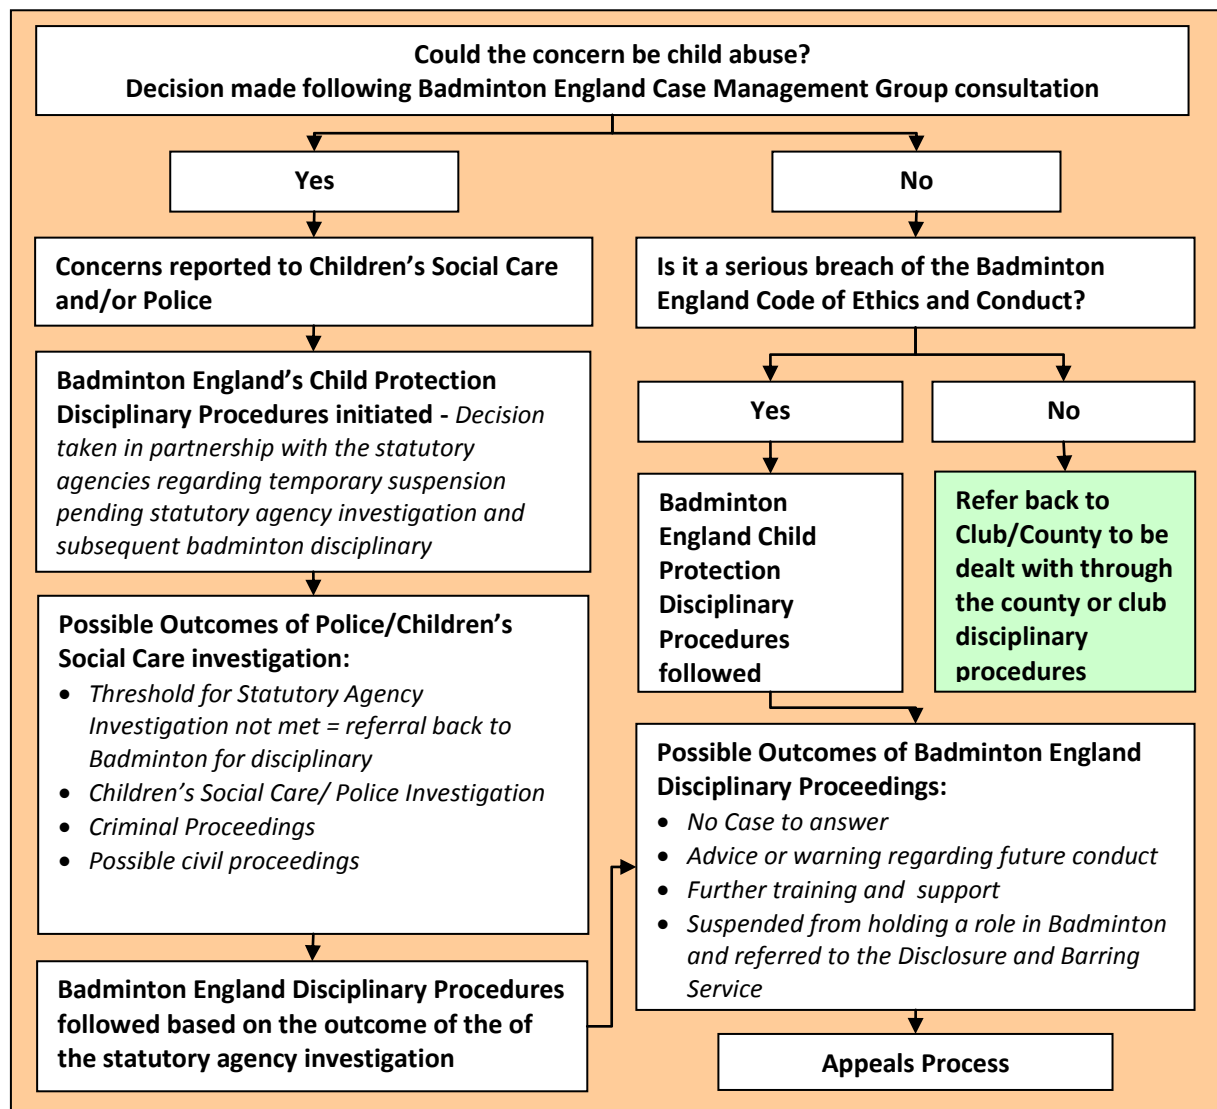 Could the concern be child abuse?
Decision made following Badminton England Case Management Group consultation
Yes
No
Concerns reported to Children’s Social Care
and/or Police
Is it a serious breach of the Badminton
England Code of Ethics and Conduct?
Badminton England’s Child Protection
Disciplinary Procedures initiated - Decision
taken in partnership with the statutory
agencies regarding temporary suspension
pending statutory agency investigation and
subsequent badminton disciplinary
Yes
No
Badminton
England Child
Protection
Disciplinary
Procedures
followed
Refer back to
Club/County to be
dealt with through
the county or club
disciplinary
procedures
Possible Outcomes of Police/Children’s
Social Care investigation:
• Threshold for Statutory Agency
Investigation not met = referral back to
Badminton for disciplinary
• Children’s Social Care/ Police Investigation
• Criminal Proceedings
• Possible civil proceedings
Possible Outcomes of Badminton England
Disciplinary Proceedings:
• No Case to answer
• Advice or warning regarding future conduct
• Further training and  support
• Suspended from holding a role in Badminton
and referred to the Disclosure and Barring
Service
Badminton England Disciplinary Procedures
followed based on the outcome of the of
the statutory agency investigation
Appeals Process